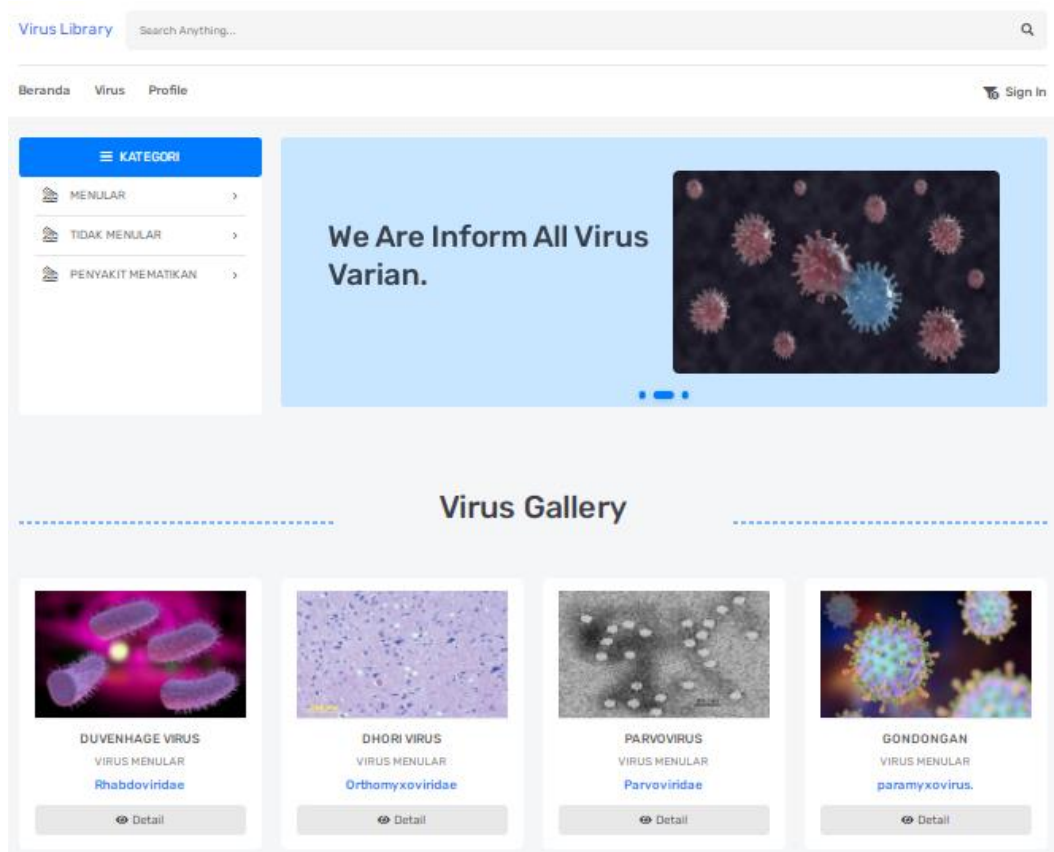 Virus Library
Search Anything...
Beranda Virus Profile
Sign In
KATEGORI
MENULAR
TIDAK MENULAR
PENYAKIT MEMATIKAN
We Are Inform All Virus
Varian.
Virus Gallery
DUVENHAGE VIRUS
VIRUS MENULAR
Rhabdoviridae
Detail
DHORI VIRUS
VIRUS MENULAR
Orthomyxoviridae
Detail
PARVOVIRUS
VIRUS MENULAR
Parvoviridae
Detail
GONDONGAN
VIRUS MENULAR
paramyxovirus.
Detail